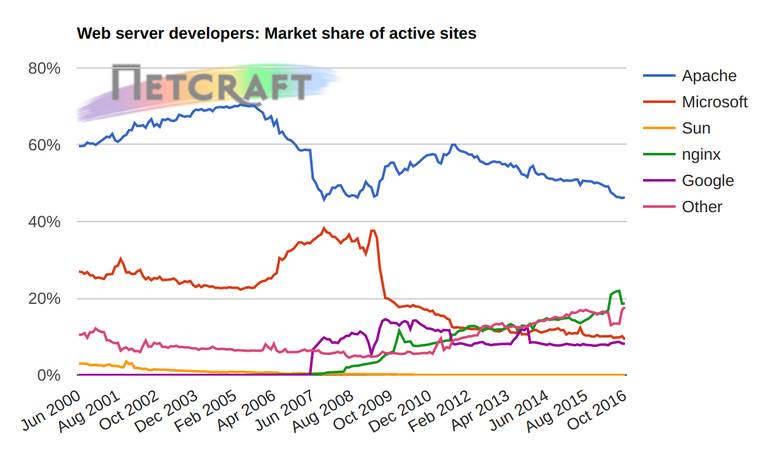 Web server developers: Market share of active sites
NETCRAFT
80%
60%
40%
20%
0%
Jun 2000
Aug 2001
Oct 2002
Dec 2003
Feb 2005
Apr 2006
Jun 2007
Aug 2008
Oct 2009
Dec 2010
Feb 2012
Apr 2013
Jun 2014
Aug 2015
Oct 2016
Apache
Microsoft
Sun
nginx
Google
Other